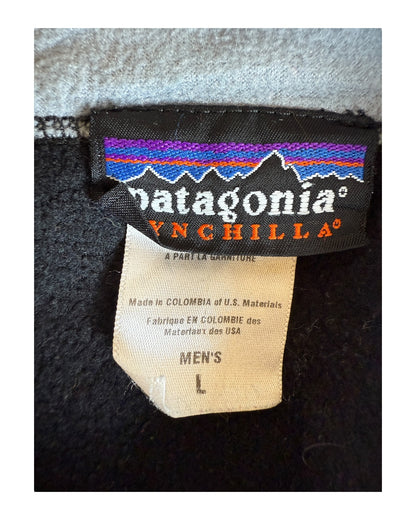 patagonia®
YNCHILLA®
A PART LA GARNITURE
Made in COLOMBIA of U.S. Materials
Fabrique EN COLOMBIE des
Materiaux des USA
MEN'S
L